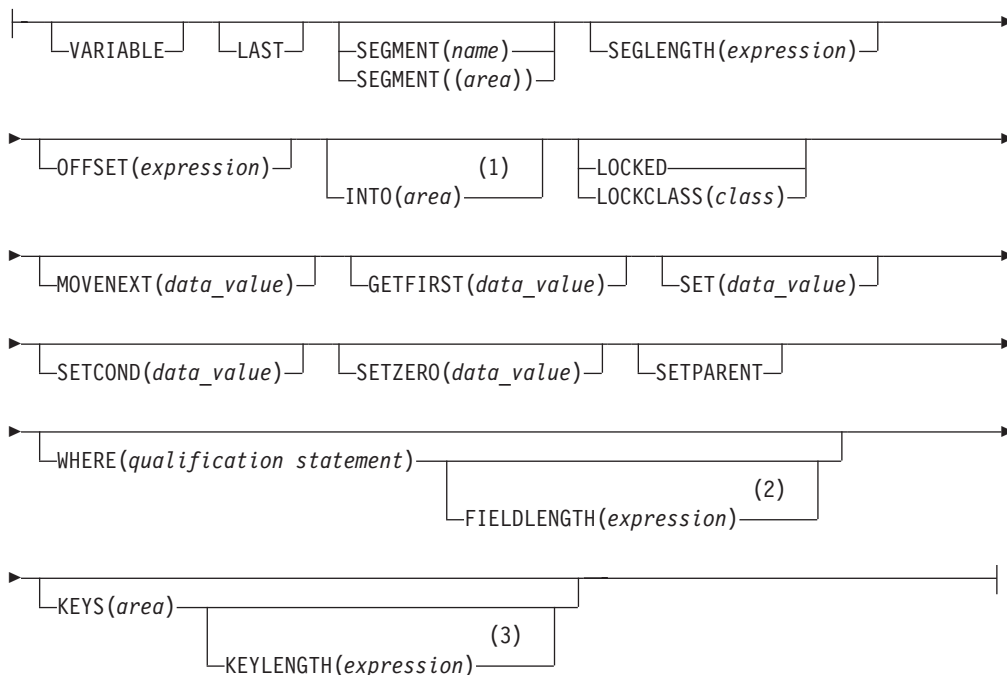 VARIABLE LAST SEGMENT(name) SEGLENGTH(expression)
SEGMENT((area))
OFFSET(expression) (1) LOCKED
INTO(area) LOCKCLASS(class)
MOVENEXT(data_value) GETFIRST(data_value) SET(data_value)
SETCOND(data_value) SETZERO(data_value) SETPARENT
WHERE(qualification statement)
(2)
FIELDLENGTH(expression)
KEYS(area)
(3)
KEYLENGTH(expression)